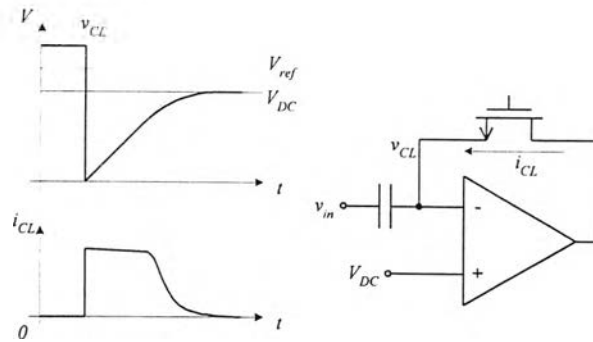 V
v_CL
V_ref
V_DC
t
i_CL
0
t
v_CL
i_CL
v_in
-
V_DC
+